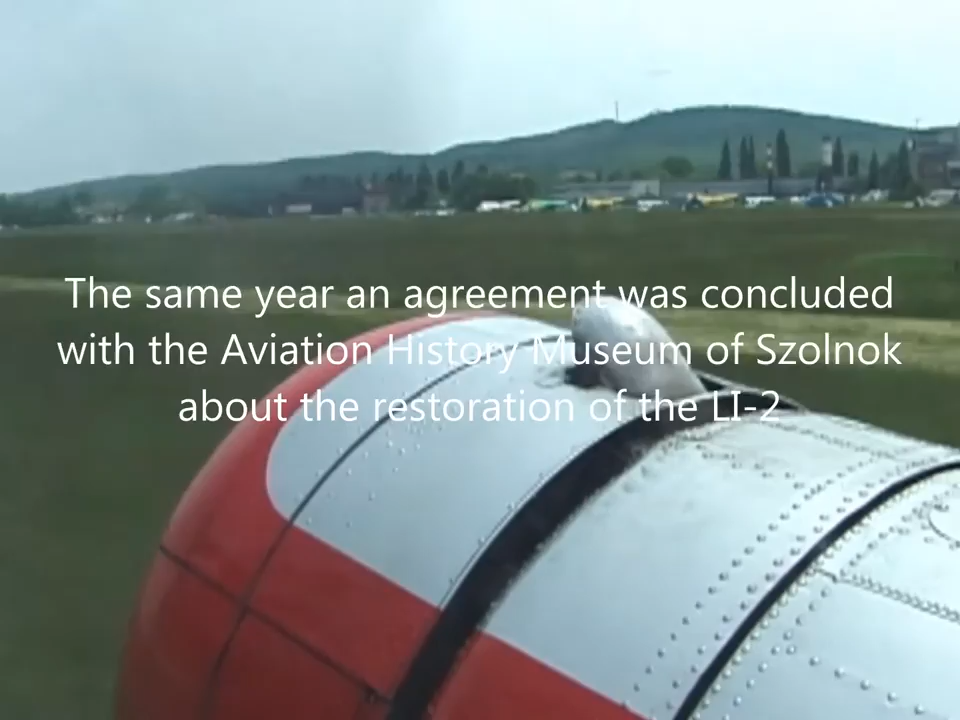 The same year an agreement was concluded
with the Aviation History Museum of Szolnok
about the restoration of the LI-2